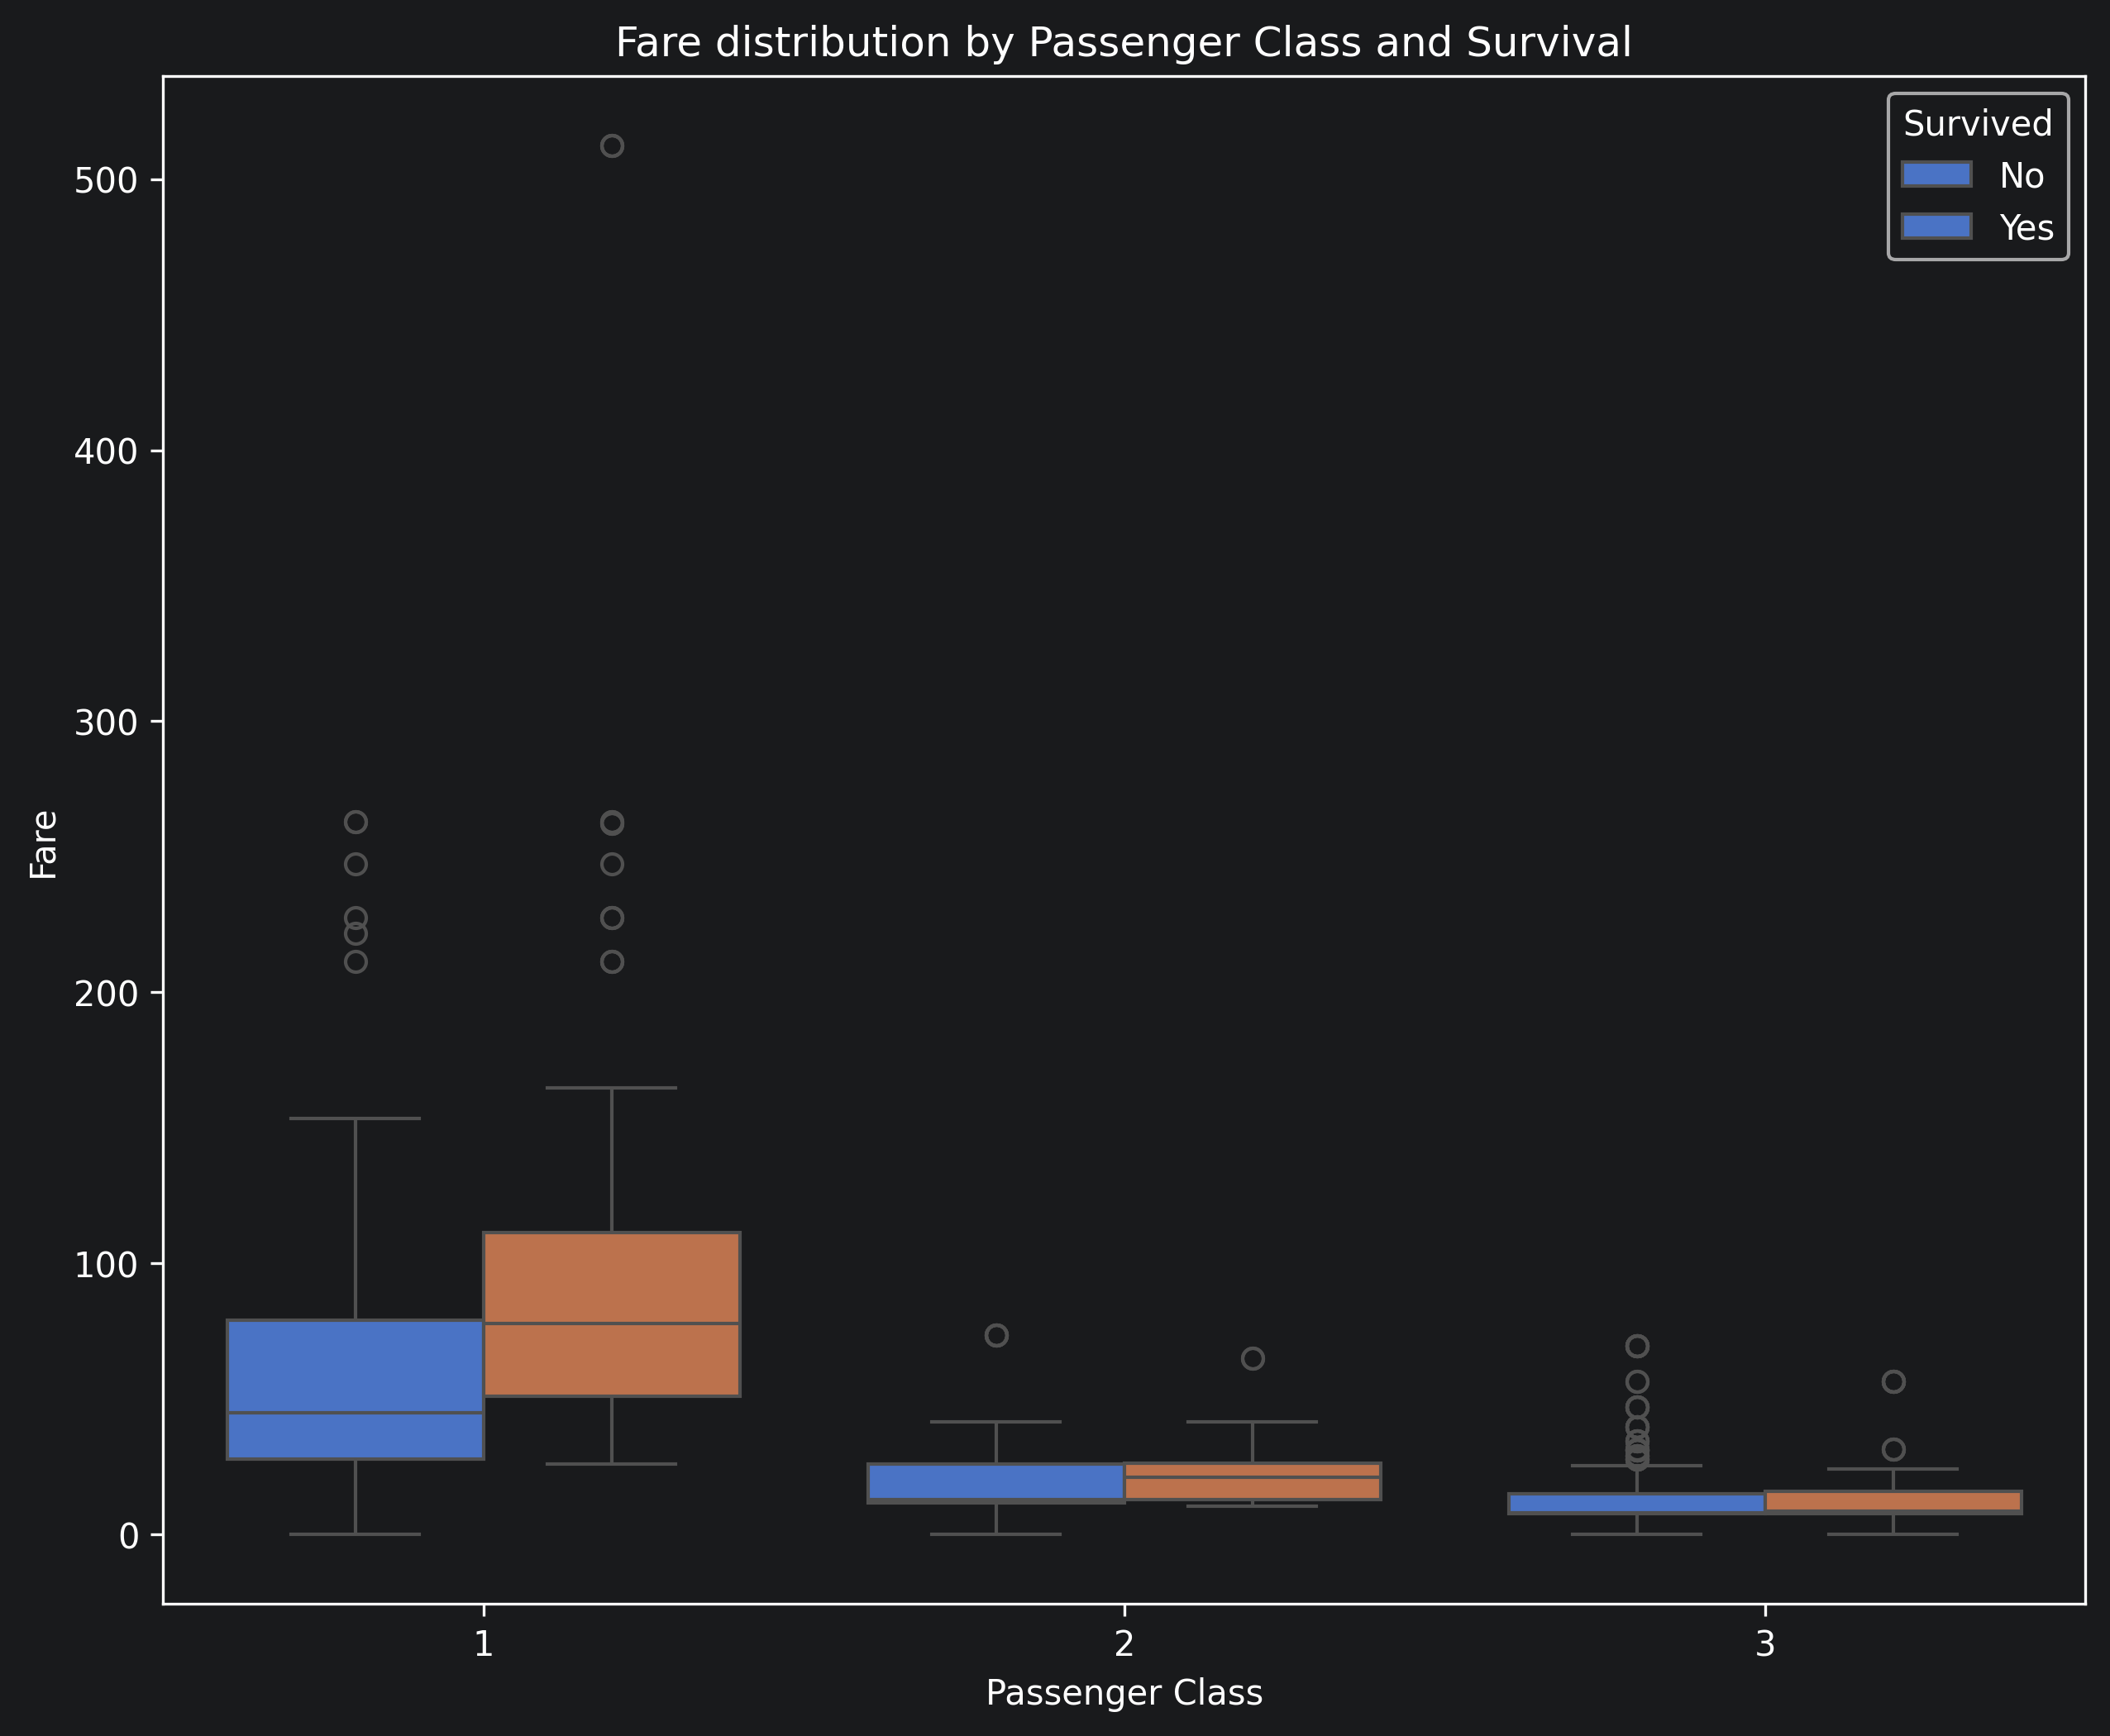 Fare distribution by Passenger Class and Survival
Survived
No
Yes
500
400
300
200
100
0
Fare
1
2
3
Passenger Class